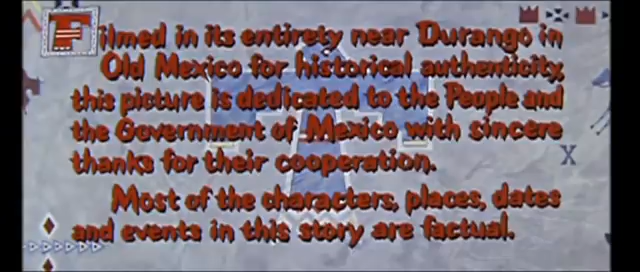 Filmed in its entirety near Durango in
Old Mexico for historical authenticity,
this picture is dedicated to the People and
the Government of Mexico with sincere
thanks for their cooperation.
Most of the characters, places, dates
and events in this story are factual.